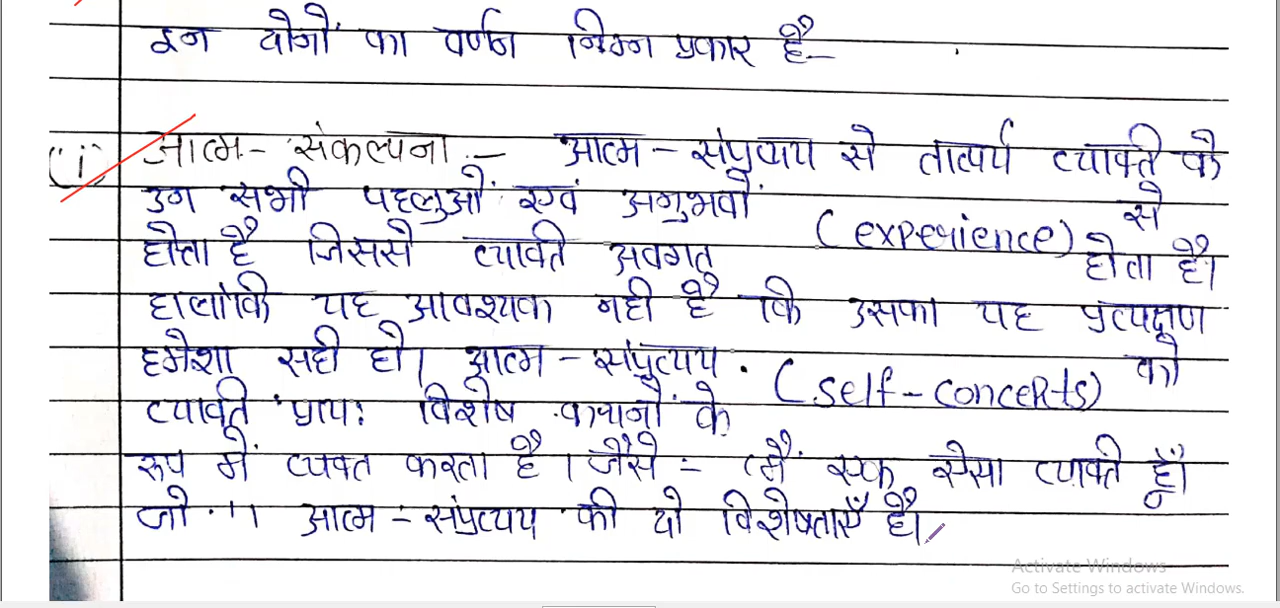 इन दोनों का वर्णन निम्न प्रकार है–
(i) आत्म- संकल्पना – आत्म – संप्रत्यय से तात्पर्य व्यक्ति के
उन सभी पहलुओं एवं अनुभवों (experience) से
होता है जिससे व्यक्ति अवगत होता है।
हालांकि यह आवश्यक नही है कि उसका यह प्रत्यक्षण
हमेशा सही हो। आत्म – संप्रत्यय . (self-concepts) को
व्यक्ति प्राय: विशेष कथनों के
रूप में व्यक्त करता है । जैसे :- (मैं एक ऐसा व्यक्ति हूँ।
जो ...। आत्म – संप्रत्यय की दो विशेषताएँ है।
Activate Windows
Go to Settings to activate Windows.